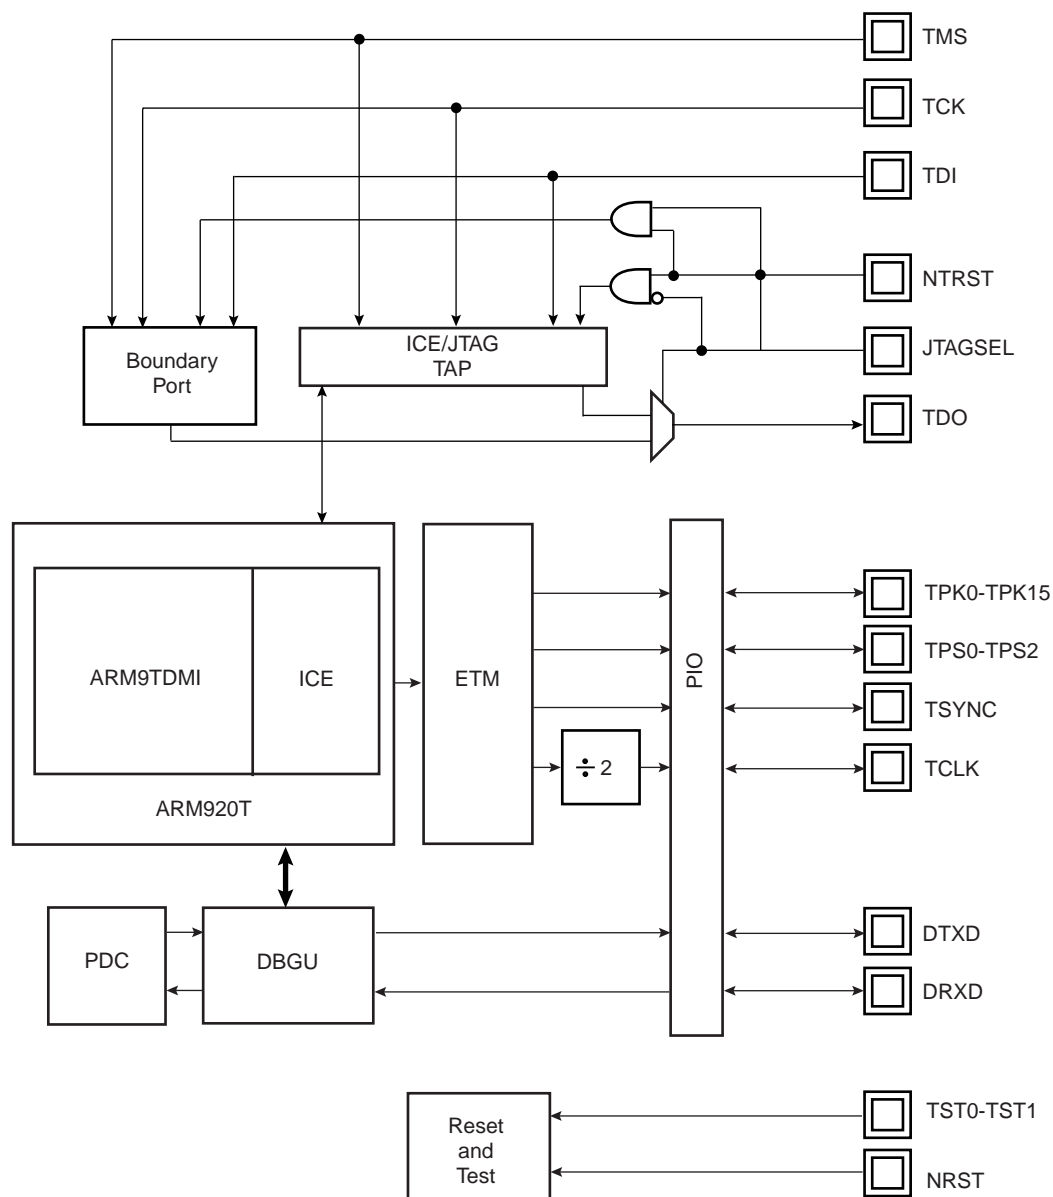 TMS
TCK
TDI
NTRST
JTAGSEL
TDO
Boundary
Port
ICE/JTAG
TAP
ARM9TDMI
ICE
ARM920T
ETM
PIO
÷ 2
TPK0-TPK15
TPS0-TPS2
TSYNC
TCLK
PDC
DBGU
DTXD
DRXD
Reset
and
Test
TST0-TST1
NRST